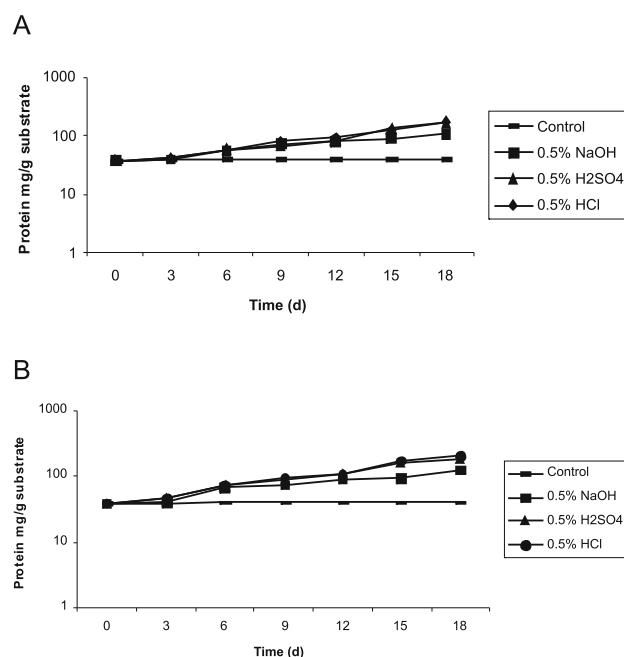 A
Protein mg/g substrate
1000
100
10
1
0 3 6 9 12 15 18
Time (d)
Control
0.5% NaOH
0.5% H2SO4
0.5% HCl
B
Protein mg/g substrate
1000
100
10
1
0 3 6 9 12 15 18
Time (d)
Control
0.5% NaOH
0.5% H2SO4
0.5% HCl